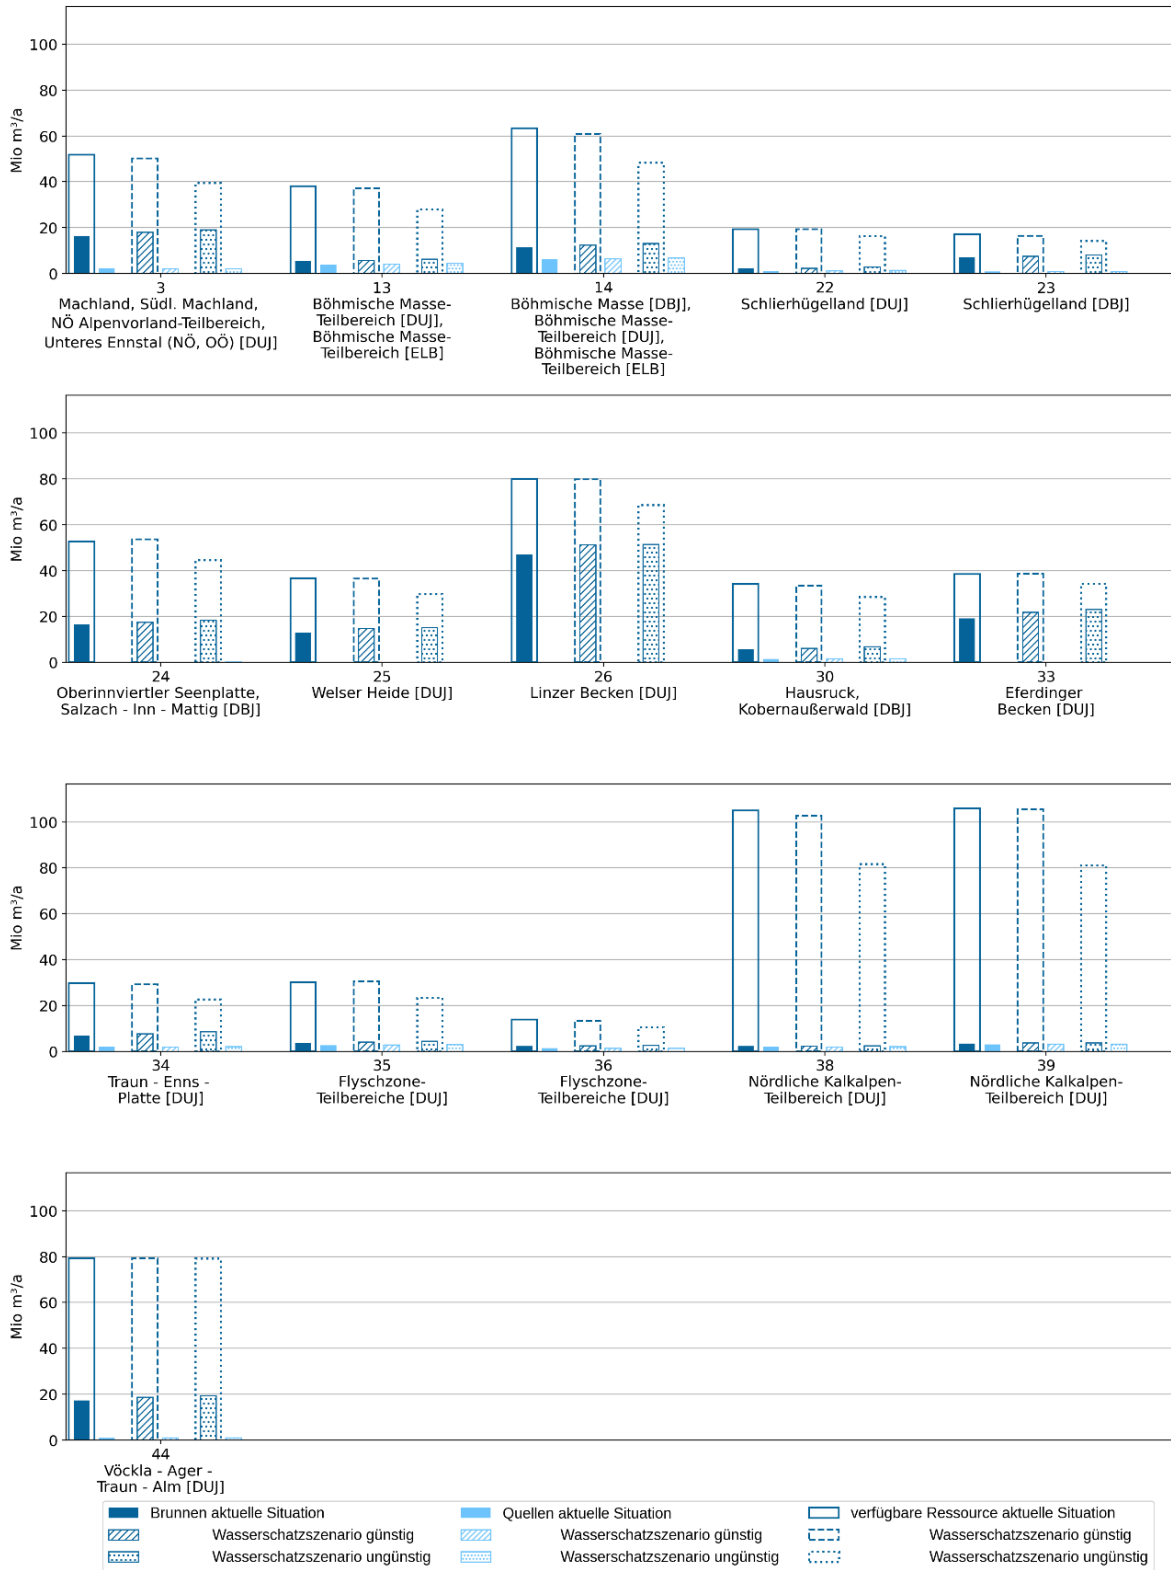 100
80
60
40
20
0
Mio m³/a
3
Machland, Südl. Machland,
NÖ Alpenvorland-Teilbereich,
Unteres Ennstal (NÖ, OÖ) [DUJ]
13
Böhmische Masse-
Teilbereich [DUJ],
Böhmische Masse-
Teilbereich [ELB]
14
Böhmische Masse [DBJ],
Böhmische Masse-
Teilbereich [DUJ],
Böhmische Masse-
Teilbereich [ELB]
22
Schlierhügelland [DUJ]
23
Schlierhügelland [DBJ]
100
80
60
40
20
0
Mio m³/a
24
Oberinnviertler Seenplatte,
Salzach - Inn - Mattig [DBJ]
25
Welser Heide [DUJ]
26
Linzer Becken [DUJ]
30
Hausruck,
Kobernaußerwald [DBJ]
33
Eferdinger
Becken [DUJ]
100
80
60
40
20
0
Mio m³/a
34
Traun - Enns -
Platte [DUJ]
35
Flyschzone-
Teilbereiche [DUJ]
36
Flyschzone-
Teilbereiche [DUJ]
38
Nördliche Kalkalpen-
Teilbereich [DUJ]
39
Nördliche Kalkalpen-
Teilbereich [DUJ]
100
80
60
40
20
0
Mio m³/a
44
Vöckla - Ager -
Traun - Alm [DUJ]
Brunnen aktuelle Situation
Wasserschatzszenario günstig
Wasserschatzszenario ungünstig
Quellen aktuelle Situation
Wasserschatzszenario günstig
Wasserschatzszenario ungünstig
verfügbare Ressource aktuelle Situation
Wasserschatzszenario günstig
Wasserschatzszenario ungünstig